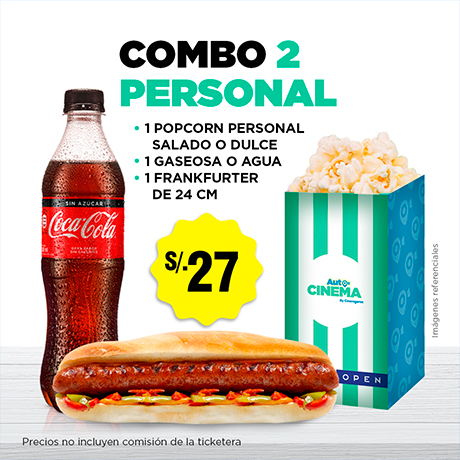 COMBO 2
PERSONAL
• 1 POPCORN PERSONAL
SALADO O DULCE
• 1 GASEOSA O AGUA
• 1 FRANKFURTER
DE 24 CM
SIN AZÚCAR
Coca-Cola
S/.27
Aut
CINEMA
OPEN
Imágenes referenciales
Precios no incluyen comisión de la ticketera